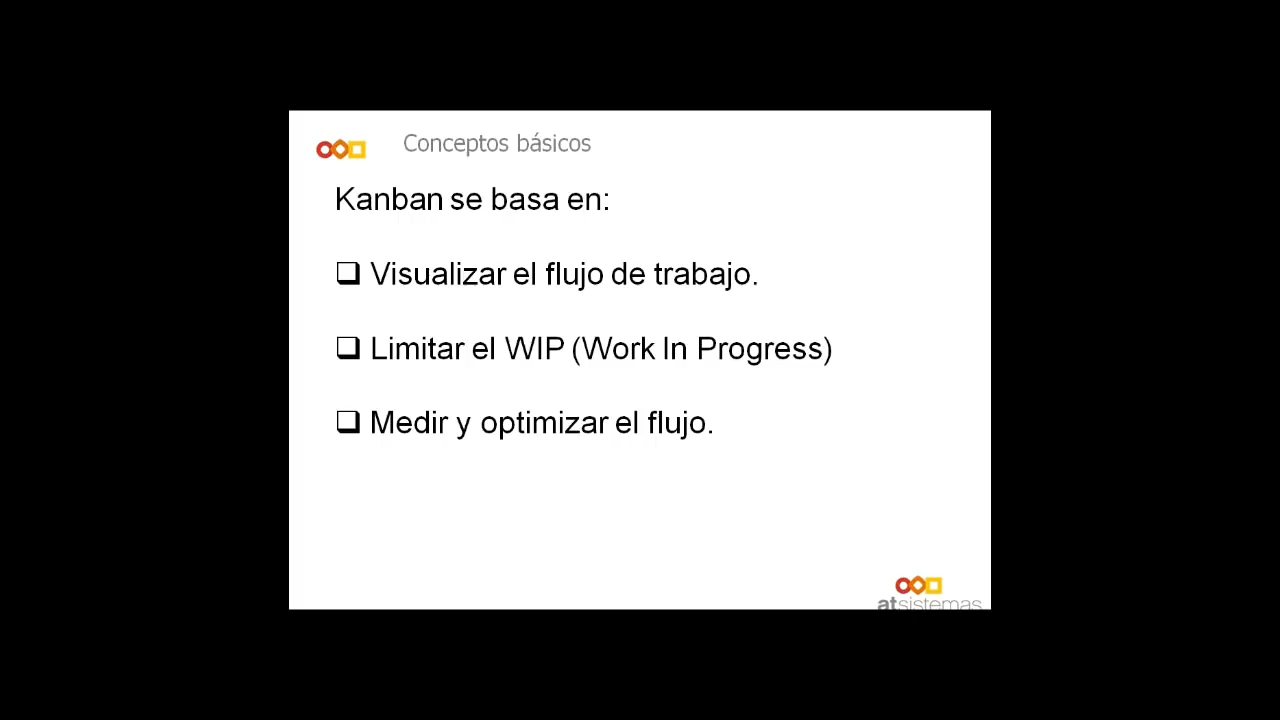 Conceptos básicos
Kanban se basa en:
Visualizar el flujo de trabajo.
Limitar el WIP (Work In Progress)
Medir y optimizar el flujo.
atsistemas